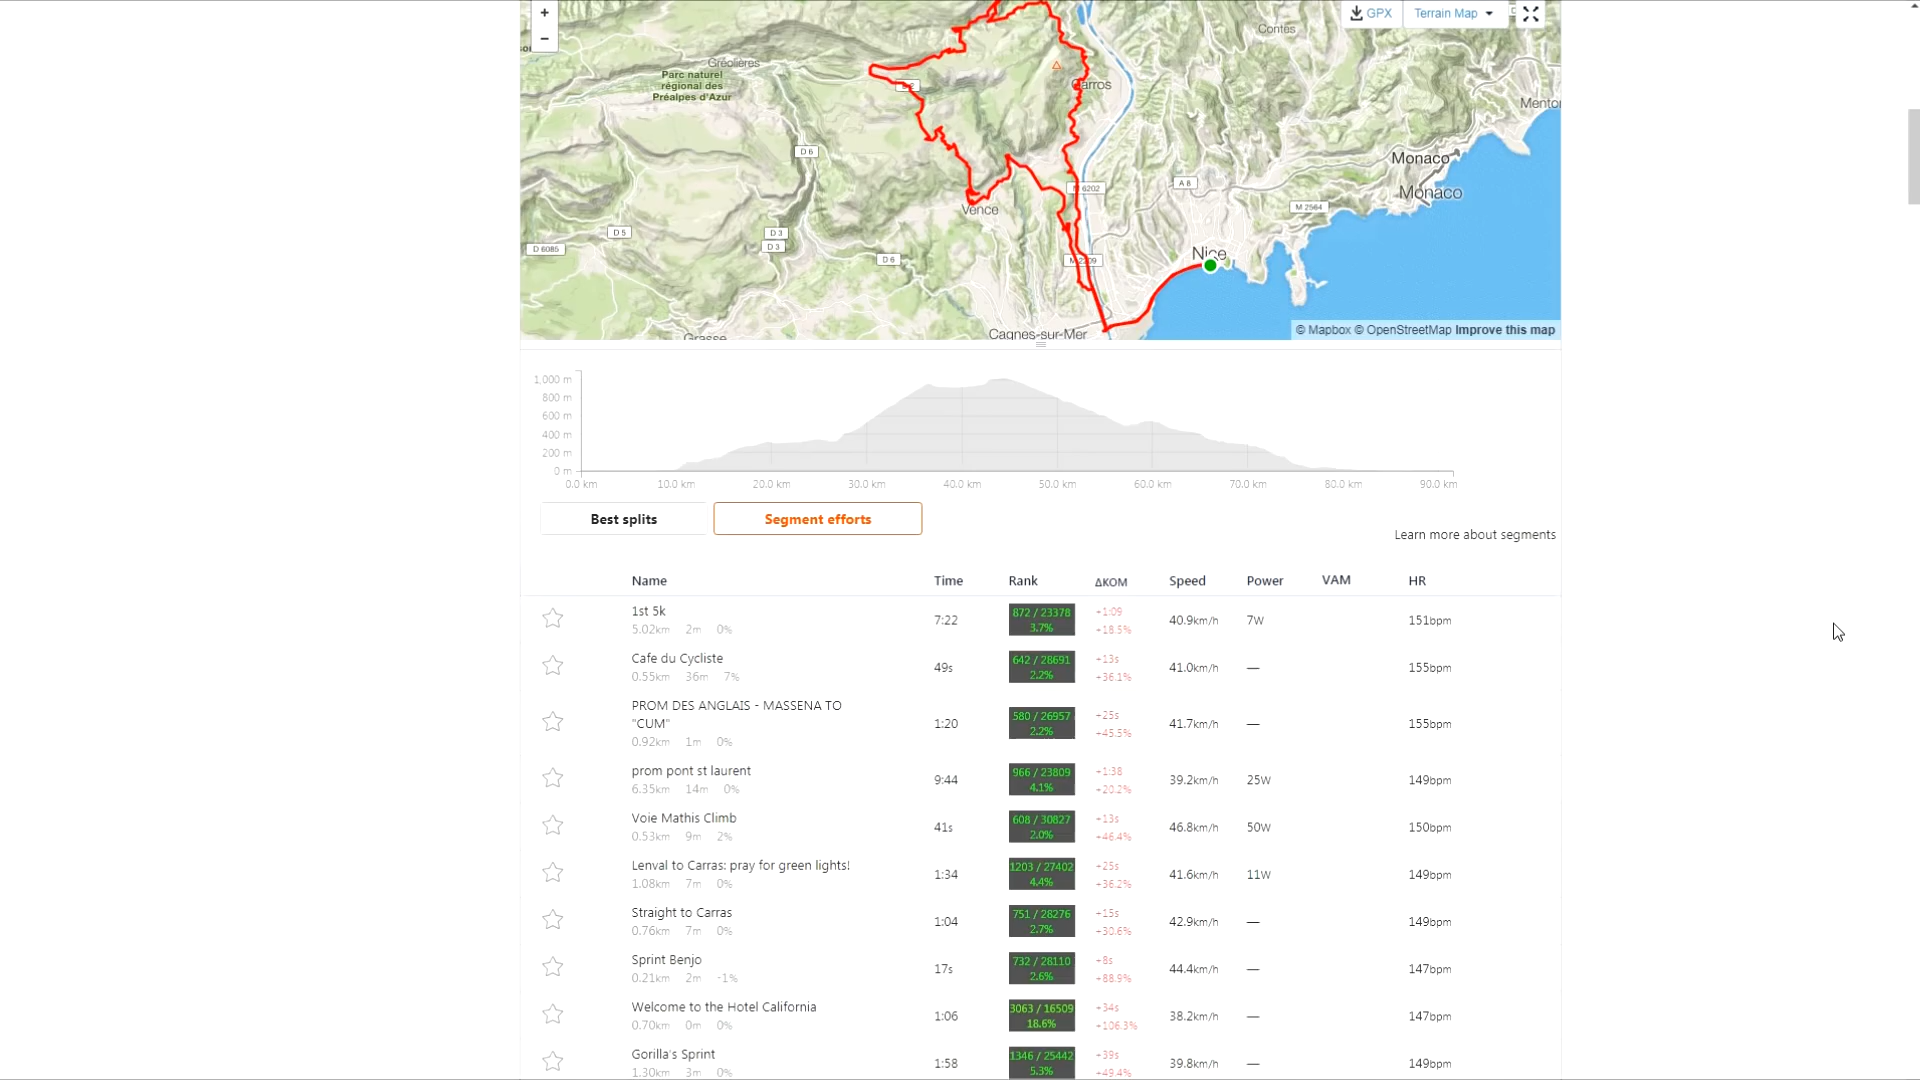 +
−
GPX
Terrain Map
Contes
Gréolières
Parc naturel
régional des
Préalpes d'Azur
Carros
Mentor
D 6
Monaco
A 8
M 6202
Monaco
Vence
M 2564
D 5
D 3
D 6085
D 3
Nice
D 6
M 2209
Cagnes-sur-Mer
Grasse
© Mapbox © OpenStreetMap Improve this map
1,000 m
800 m
600 m
400 m
200 m
0 m
0.0 km 10.0 km 20.0 km 30.0 km 40.0 km 50.0 km 60.0 km 70.0 km 80.0 km 90.0 km
Best splits Segment efforts
Learn more about segments
Name Time Rank ΔKOM Speed Power VAM HR
1st 5k
5.02km 2m 0%
7:22
872 / 23378
3.7%
+1:09
+18.5%
40.9km/h 7W 151bpm
Cafe du Cycliste
0.55km 36m 7%
49s
642 / 28691
2.2%
+13s
+36.1%
41.0km/h — 155bpm
PROM DES ANGLAIS - MASSENA TO
"CUM"
0.92km 1m 0%
1:20
580 / 26957
2.2%
+25s
+45.5%
41.7km/h — 155bpm
prom pont st laurent
6.35km 14m 0%
9:44
966 / 23809
4.1%
+1:38
+20.2%
39.2km/h 25W 149bpm
Voie Mathis Climb
0.53km 9m 2%
41s
608 / 30827
2.0%
+13s
+46.4%
46.8km/h 50W 150bpm
Lenval to Carras: pray for green lights!
1.08km 7m 0%
1:34
1203 / 27402
4.4%
+25s
+36.2%
41.6km/h 11W 149bpm
Straight to Carras
0.76km 7m 0%
1:04
751 / 28276
2.7%
+15s
+30.6%
42.9km/h — 149bpm
Sprint Benjo
0.21km 2m -1%
17s
732 / 28110
2.6%
+8s
+88.9%
44.4km/h — 147bpm
Welcome to the Hotel California
0.70km 0m 0%
1:06
3063 / 16509
18.6%
+34s
+106.3%
38.2km/h — 147bpm
Gorilla's Sprint
1.30km 3m 0%
1:58
1346 / 25442
5.3%
+39s
+49.4%
39.8km/h — 149bpm